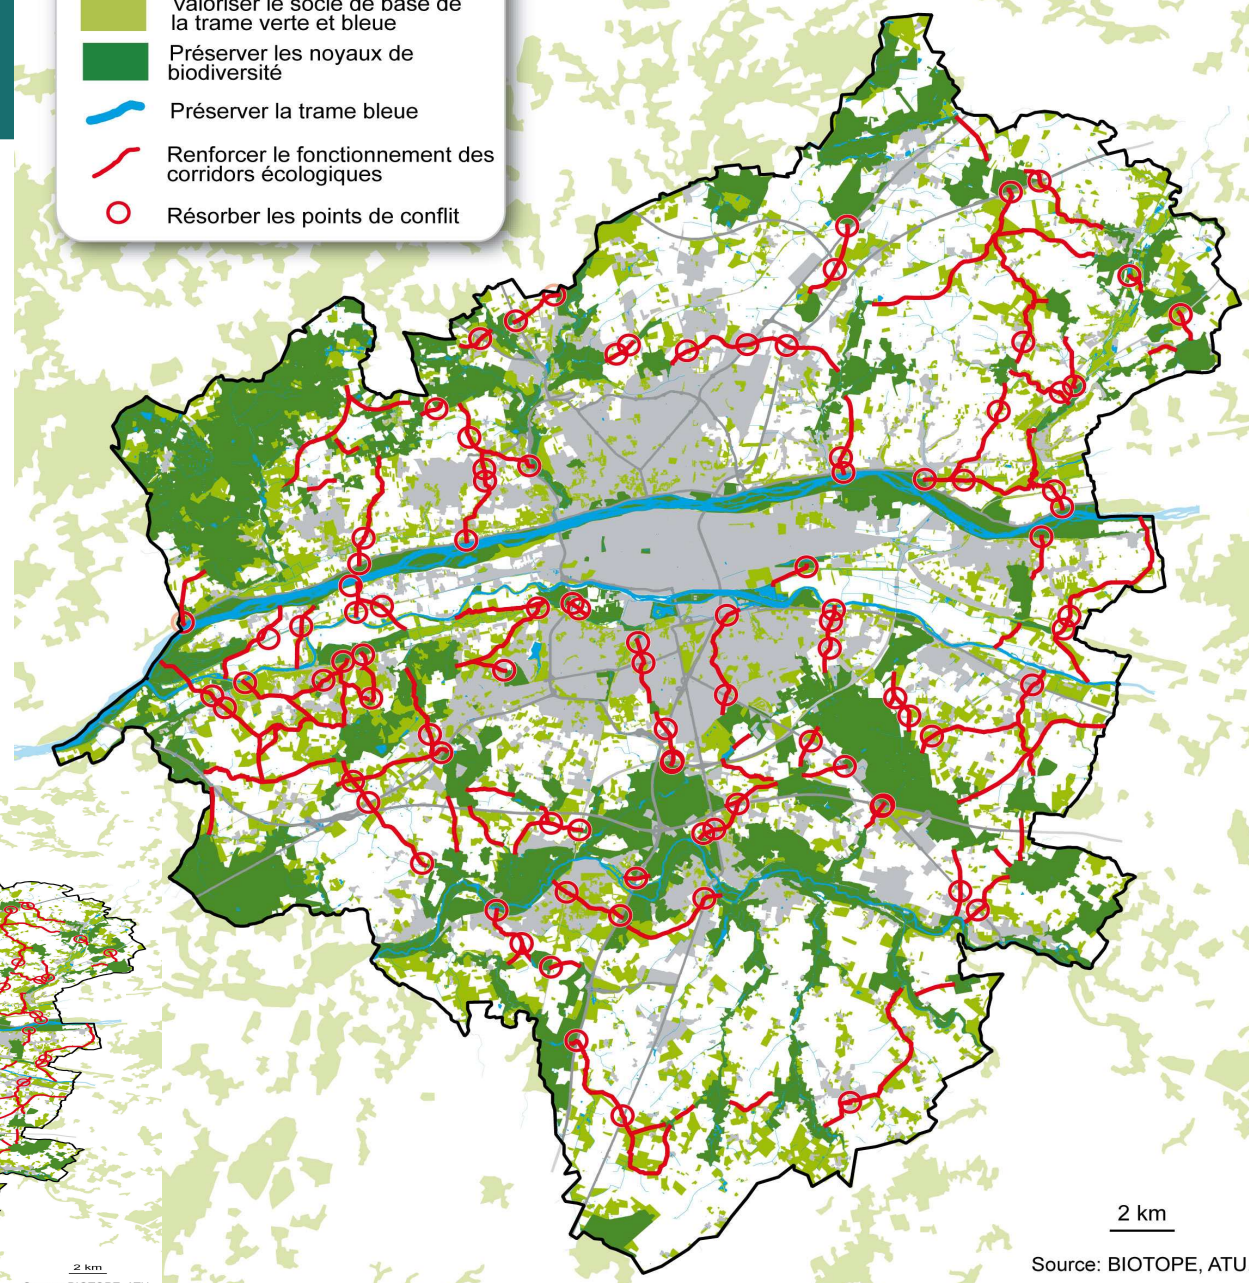 Valoriser le socle de base de
la trame verte et bleue
Préserver les noyaux de
biodiversité
Préserver la trame bleue
Renforcer le fonctionnement des
corridors écologiques
Résorber les points de conflit
2 km
Source: BIOTOPE, ATU
2 km